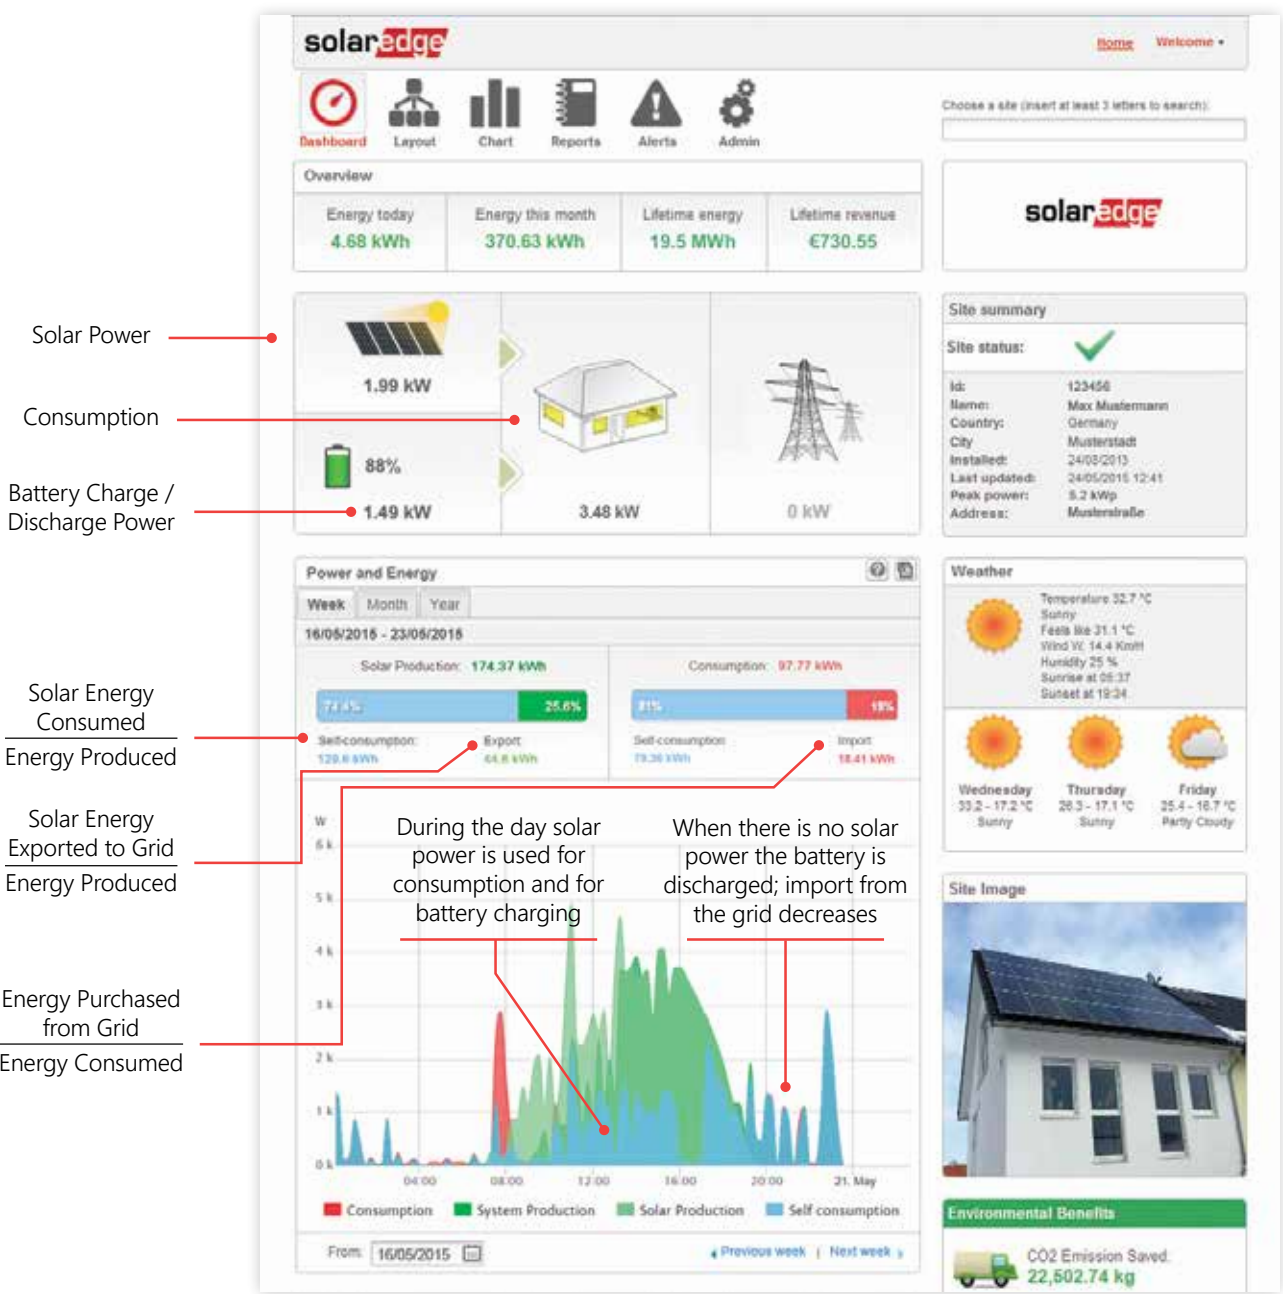 solaredge
Home Welcome
Dashboard Layout Chart Reports Alerts Admin
Choose a site (insert at least 3 letters to search):
Overview
Energy today Energy this month Lifetime energy Lifetime revenue
4.68 kWh 370.63 kWh 19.5 MWh €730.55
solaredge
Solar Power
Consumption
Battery Charge /
Discharge Power
1.99 kW
88%
1.49 kW 3.48 kW 0 kW
Site summary
Site status:
Id: 123456
Name: Max Mustermann
Country: Germany
City Musterstadt
Installed: 24/08/2013
Last updated: 24/05/2015 12:41
Peak power: 5.2 kWp
Address: Musterstraße
Power and Energy
Week Month Year
16/05/2015 - 23/05/2015
Solar Production: 174.37 kWh Consumption: 97.77 kWh
74.4% 25.6% 81% 19%
Self-consumption: Export Self-consumption Import
129.8 kWh 44.6 kWh 79.36 kWh 18.41 kWh
Solar Energy
Consumed
Energy Produced
Solar Energy
Exported to Grid
Energy Produced
Energy Purchased
from Grid
Energy Consumed
Weather
Temperature 32.7 °C
Sunny
Feels like 31.1 °C
Wind W, 14.4 Km/H
Humidity 25 %
Sunrise at 05:37
Sunset at 19:34
Wednesday Thursday Friday
33.2 - 17.2 °C 26.3 - 17.1 °C 25.4 - 16.7 °C
Sunny Sunny Partly Cloudy
W
6 k
5 k
4 k
3 k
2 k
1 k
0 k
During the day solar
power is used for
consumption and for
battery charging
When there is no solar
power the battery is
discharged; import from
the grid decreases
04:00 08:00 12:00 16:00 20:00 21. May
Consumption System Production Solar Production Self consumption
From: 16/05/2015 Previous week | Next week
Site Image
Environmental Benefits
CO2 Emission Saved.
22,502.74 kg